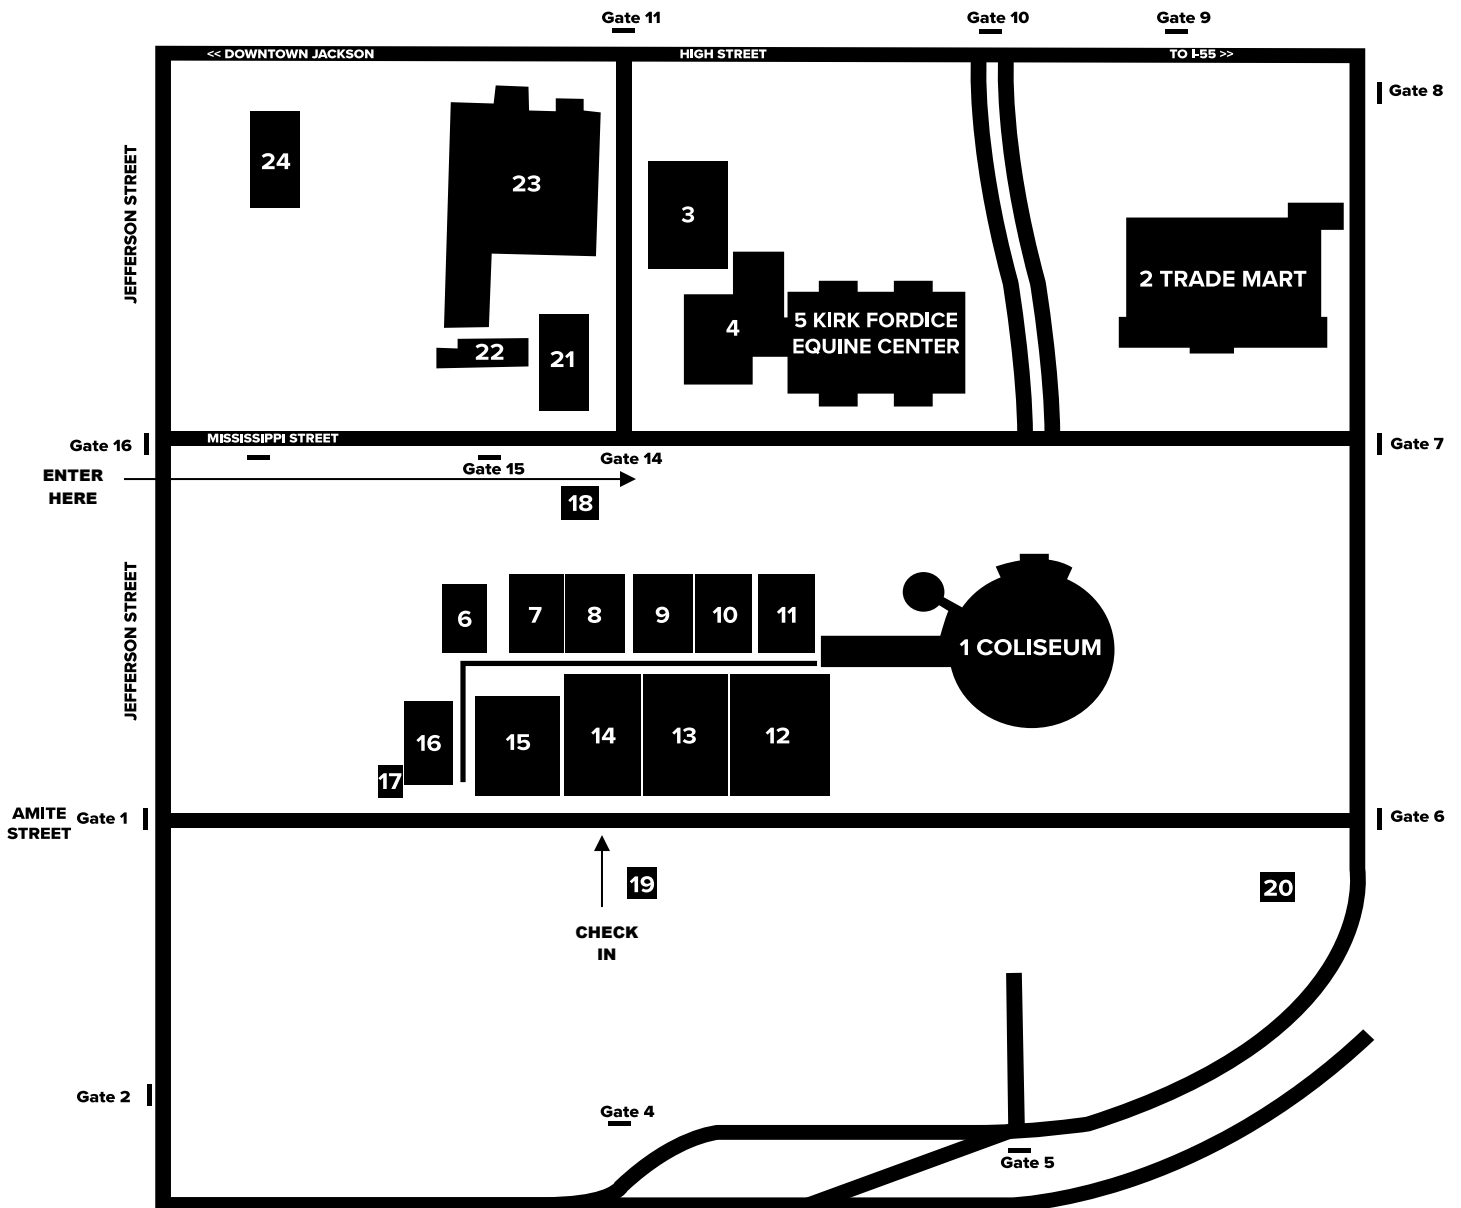 Gate 11
Gate 10
Gate 9
<< DOWNTOWN JACKSON
HIGH STREET
TO I-55 >>
Gate 8
JEFFERSON STREET
24
23
3
2 TRADE MART
4
5 KIRK FORDICE
EQUINE CENTER
22
21
Gate 16
MISSISSIPPI STREET
Gate 7
Gate 15
Gate 14
ENTER
HERE
18
JEFFERSON STREET
6
7
8
9
10
11
1 COLISEUM
16
15
14
13
12
17
AMITE
STREET
Gate 1
Gate 6
19
20
CHECK
IN
Gate 2
Gate 4
Gate 5